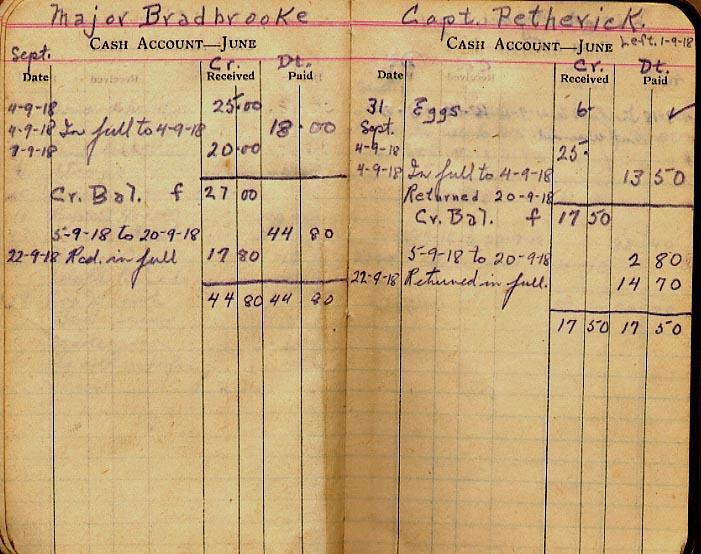 Major Bradbrooke
CASH ACCOUNT—JUNE
Sept.
Cr. Dt.
Date Received Paid
4-9-18 25.00
4-9-18 In full to 4-9-18 18.00
20.00
Cr. Bal. f 27 00
5-9-18 to 20-9-18 44 80
22-9-18 in full 17 80
44 80 44 80
Capt. Petherick.
CASH ACCOUNT—JUNE Left. 1-9-18
Cr. Dt.
Date Received Paid
31 Eggs 6- ✓
Sept.
4-9-18 25-
4-9-18 In full to 4-9-18 13 50
Returned 20-9-18
Cr. Bal. f 17 50
5-9-18 to 20-9-18 2 80
22-9-18 Returned in full. 14 70
17 50 17 50